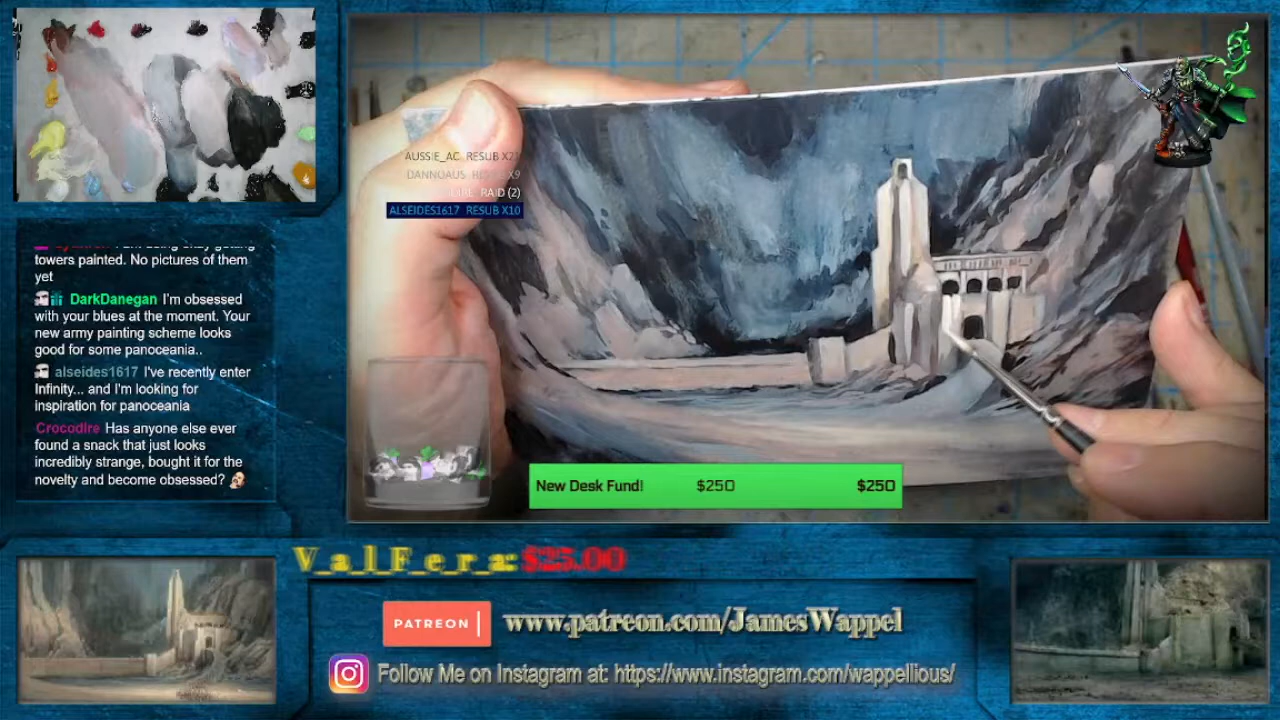 AUSSIE_AC RESUB X21
DANNOAUS X9
RAID (2)
ALSEIDES1617 RESUB X10
towers painted. No pictures of them
yet
DarkDanegan I'm obsessed
with your blues at the moment. Your
new army painting scheme looks
good for some panoceania..
alseides1617 I've recently enter
Infinity... and I'm looking for
inspiration for panoceania
Crocodire Has anyone else ever
found a snack that just looks
incredibly strange, bought it for the
novelty and become obsessed?
New Desk Fund! $250 $250
V_a_l_F_e_r_a: $25.00
PATREON www.patreon.com/JamesWappel
Follow Me on Instagram at: https://www.instagram.com/wappellious/